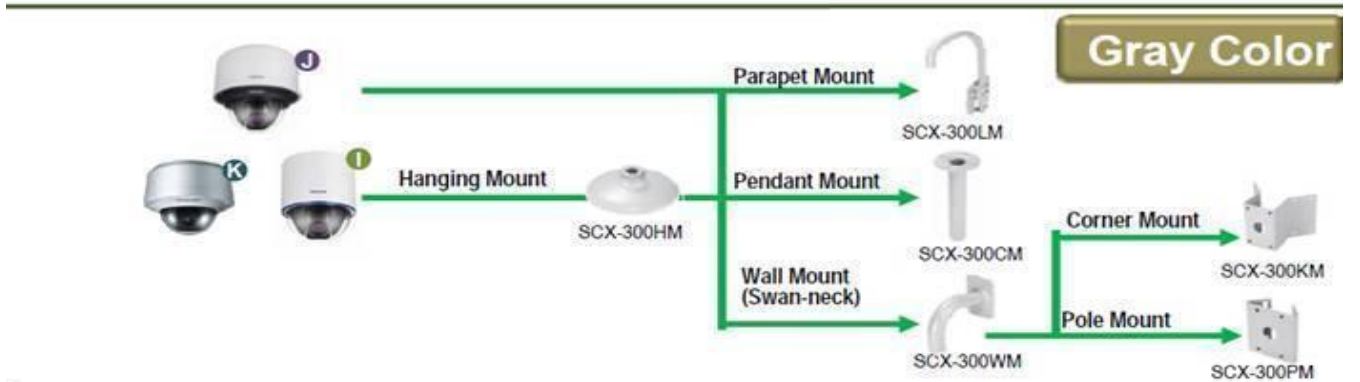 Gray Color
J
Parapet Mount
SCX-300LM
K
I
Hanging Mount
SCX-300HM
Pendant Mount
SCX-300CM
Corner Mount
SCX-300KM
Wall Mount
(Swan-neck)
SCX-300WM
Pole Mount
SCX-300PM